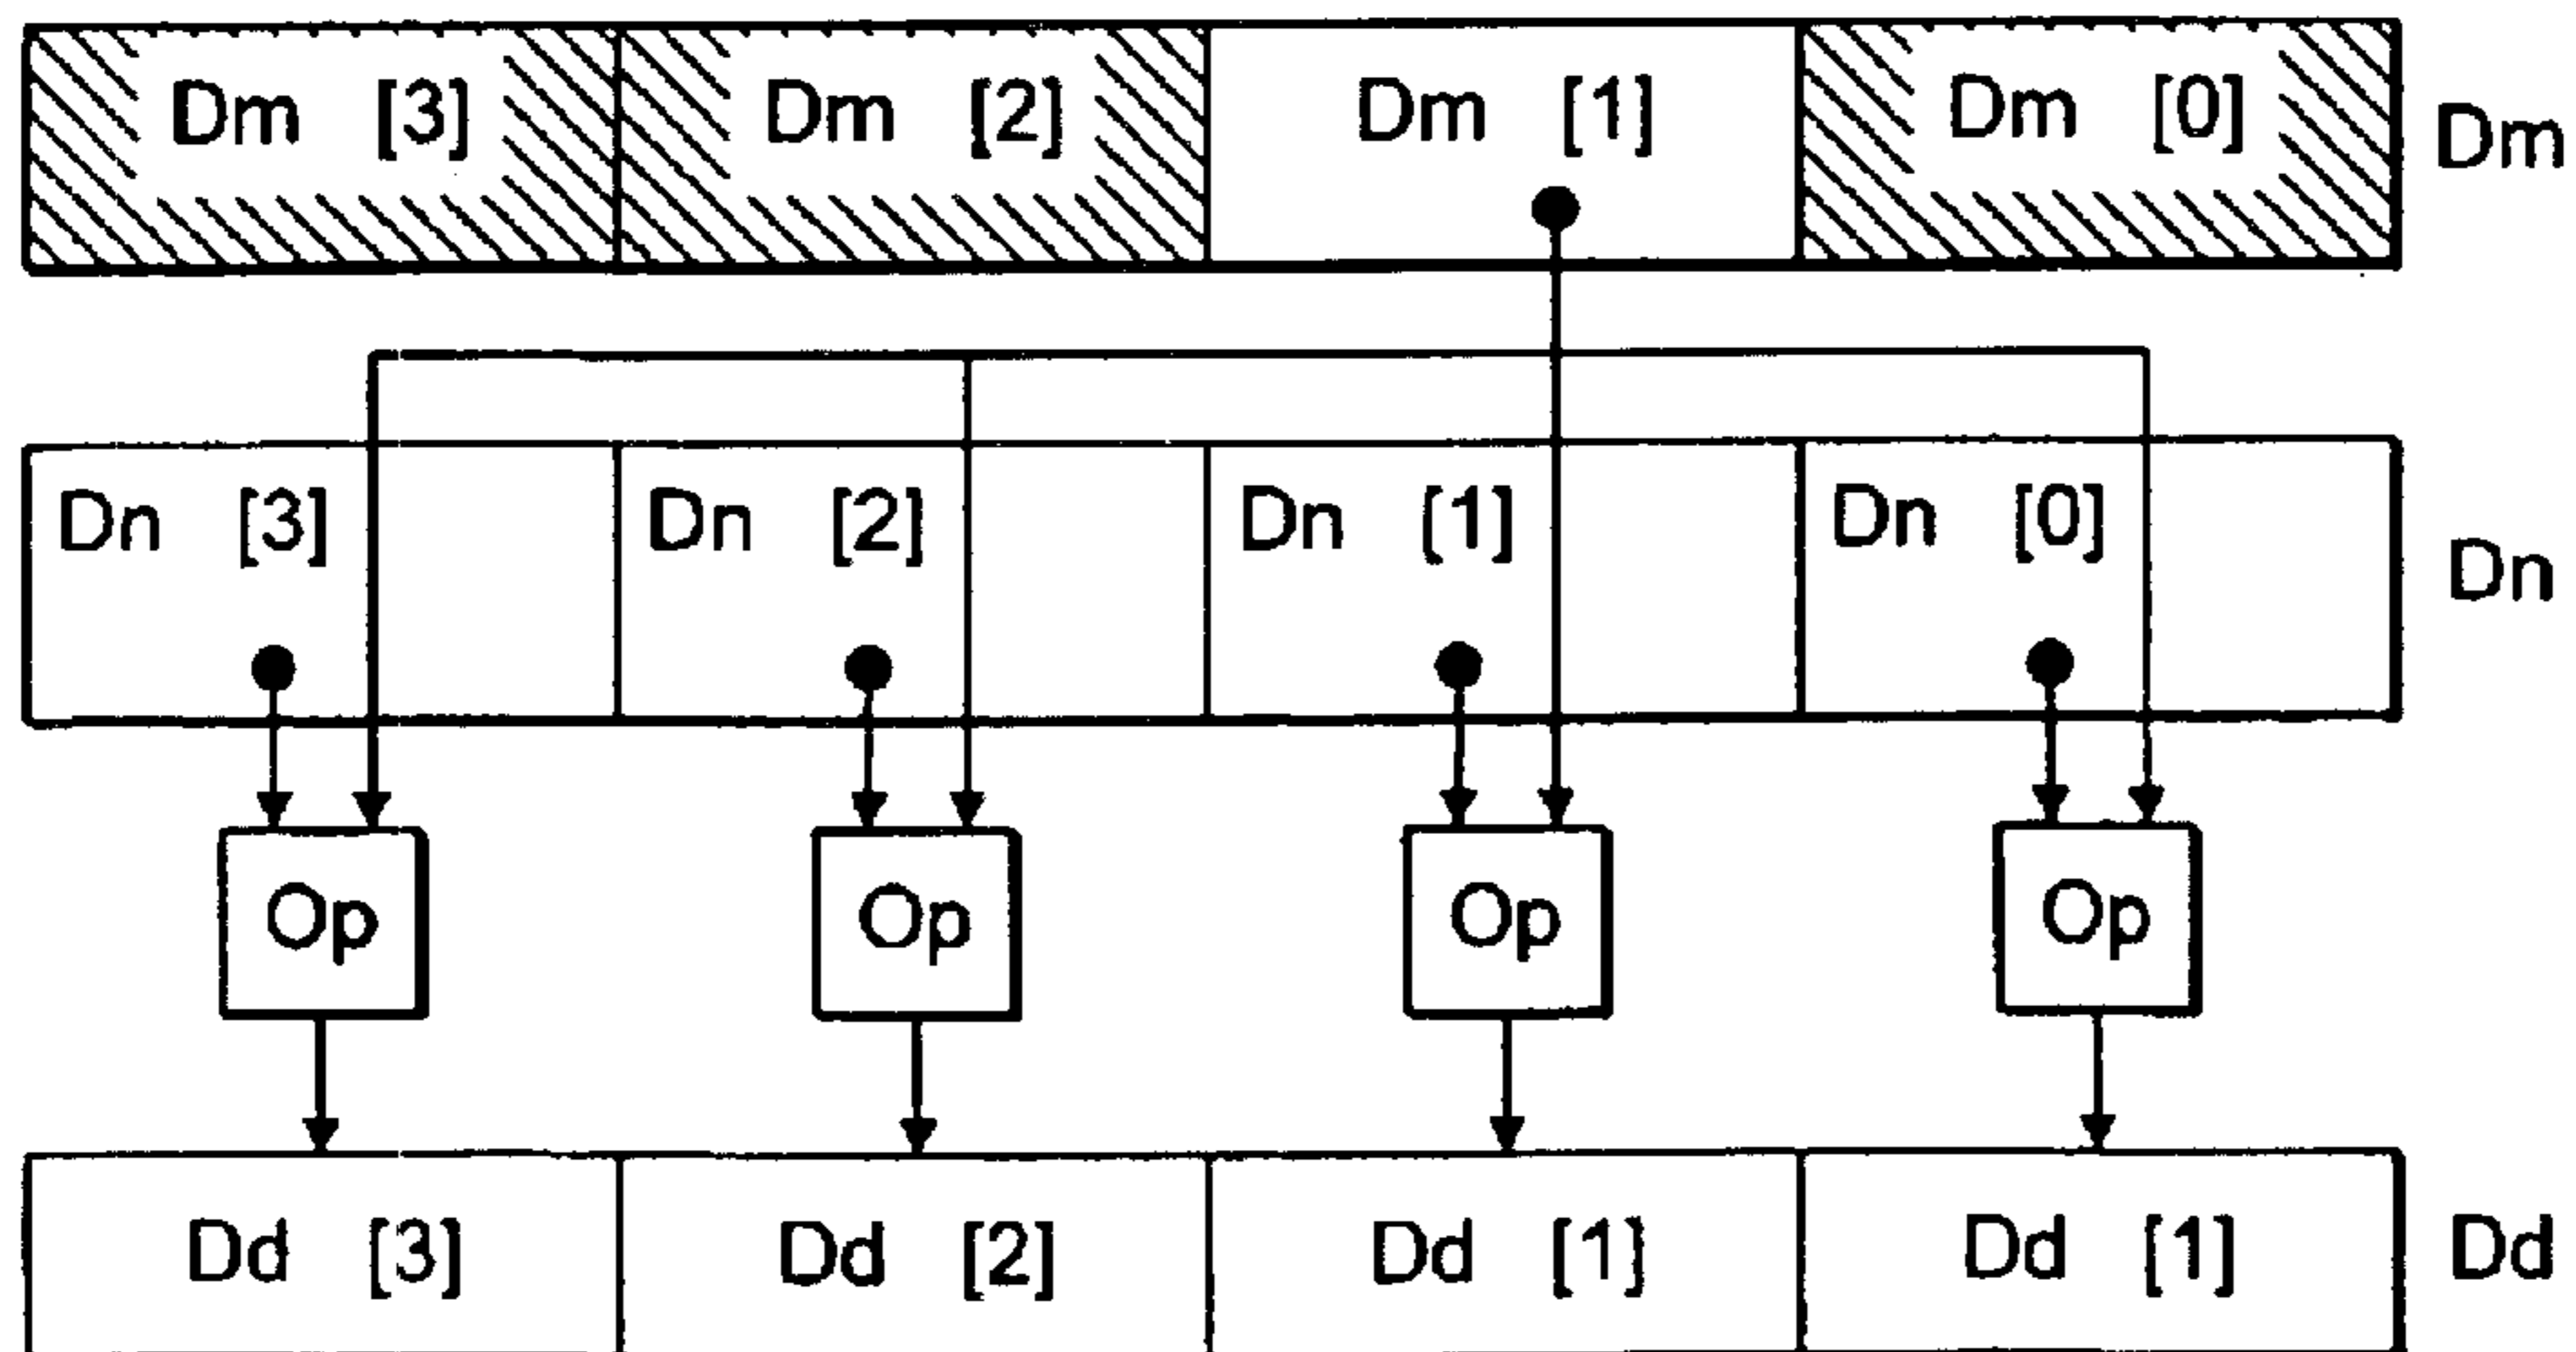 Dm [3] Dm [2] Dm [1] Dm [0] Dm
Dn [3] Dn [2] Dn [1] Dn [0] Dn
Op Op Op Op
Dd [3] Dd [2] Dd [1] Dd [1] Dd